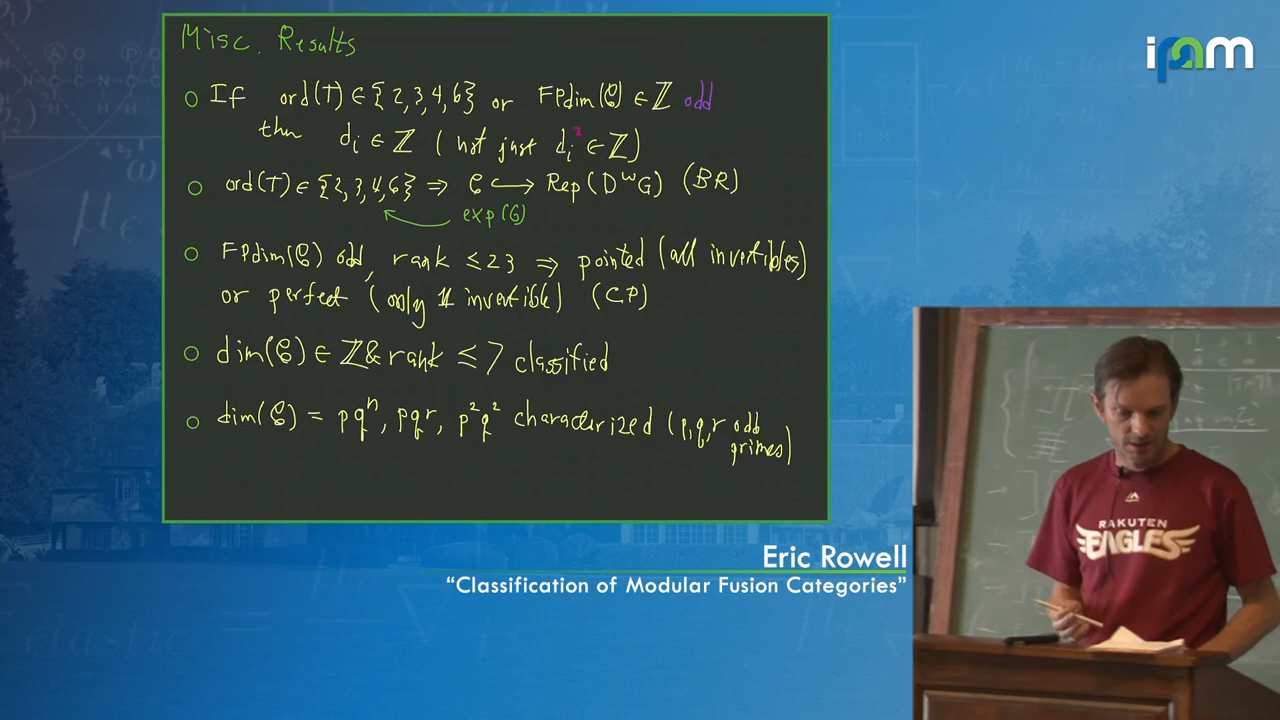 Misc. Results
○ If ord(T) ∈ {2,3,4,6} or FPdim(𝒞) ∈ ℤ odd
then dᵢ ∈ ℤ (not just dᵢ² ∈ ℤ)
○ ord(T) ∈ {2,3,4,6} ⇒ 𝒞 ↪ Rep(DʷG) (BR)
exp(G)
○ FPdim(𝒞) odd, rank ≤ 23 ⇒ pointed (all invertibles)
or perfect (only 𝟙 invertible) (CP)
○ dim(𝒞) ∈ ℤ & rank ≤ 7 classified
○ dim(𝒞) = pqⁿ, pqr, p²q² characterized (p,q,r odd
primes)
ipam
RAKUTEN
EAGLES
Eric Rowell
“Classification of Modular Fusion Categories”